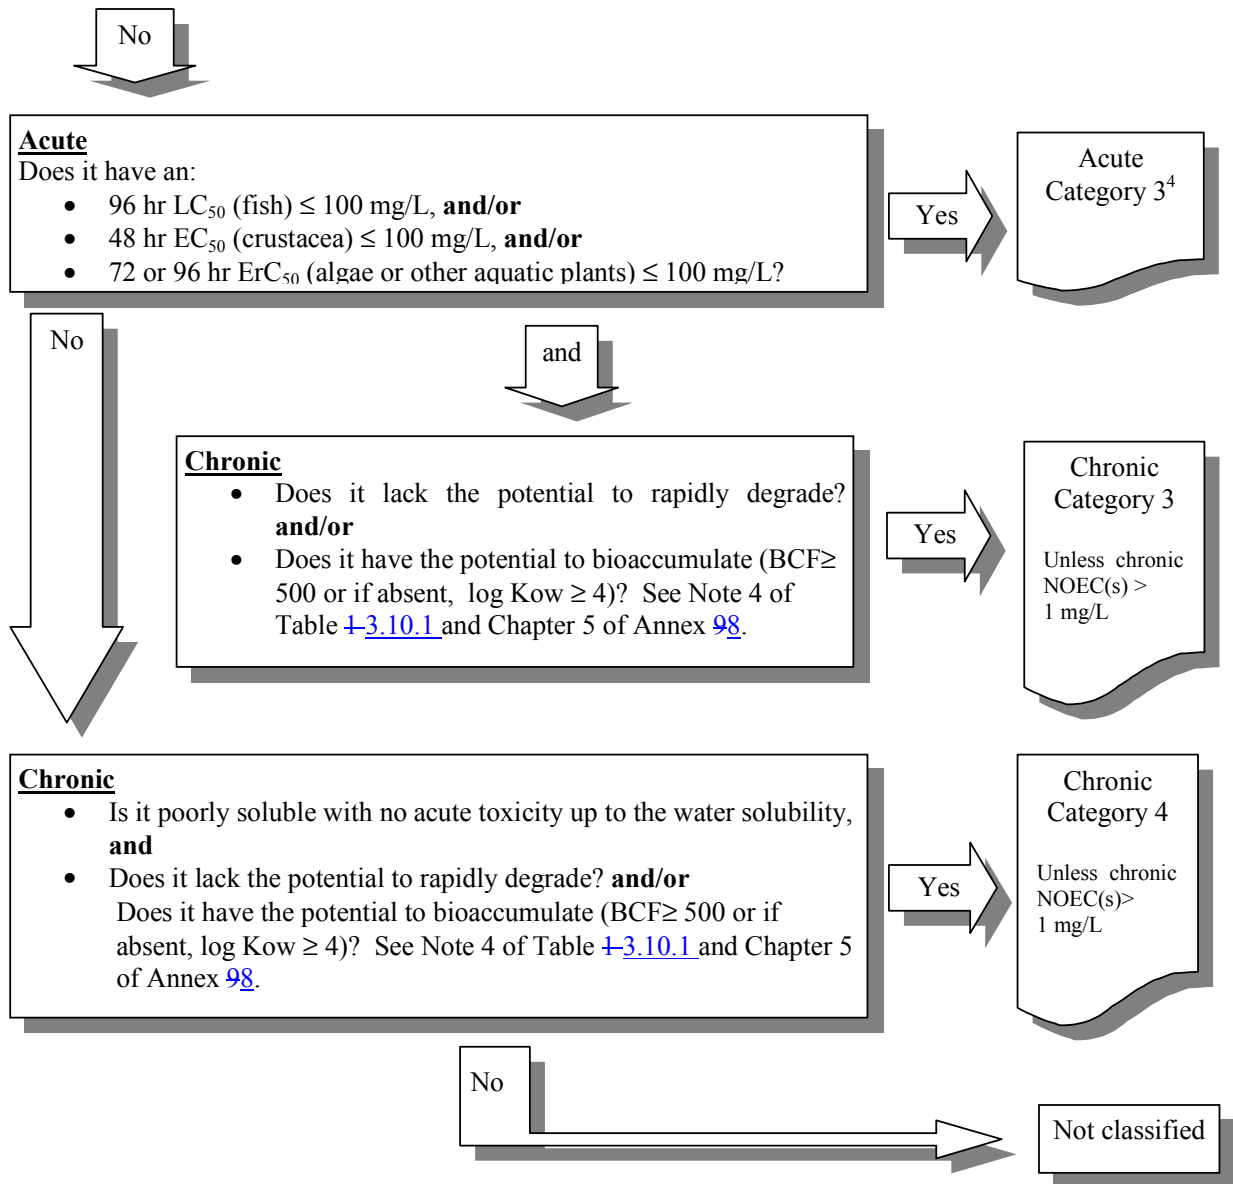 No
Acute
Does it have an:
• 96 hr LC50 (fish) ≤ 100 mg/L, and/or
• 48 hr EC50 (crustacea) ≤ 100 mg/L, and/or
• 72 or 96 hr ErC50 (algae or other aquatic plants) ≤ 100 mg/L?
Yes
Acute
Category 3⁴
No
and
Chronic
• Does it lack the potential to rapidly degrade?
and/or
• Does it have the potential to bioaccumulate (BCF≥
500 or if absent, log Kow ≥ 4)? See Note 4 of
Table 1 3.10.1 and Chapter 5 of Annex 98.
Yes
Chronic
Category 3
Unless chronic
NOEC(s) >
1 mg/L
Chronic
• Is it poorly soluble with no acute toxicity up to the water solubility,
and
• Does it lack the potential to rapidly degrade? and/or
Does it have the potential to bioaccumulate (BCF≥ 500 or if
absent, log Kow ≥ 4)? See Note 4 of Table 1 3.10.1 and Chapter 5
of Annex 98.
Yes
Chronic
Category 4
Unless chronic
NOEC(s)>
1 mg/L
No
Not classified